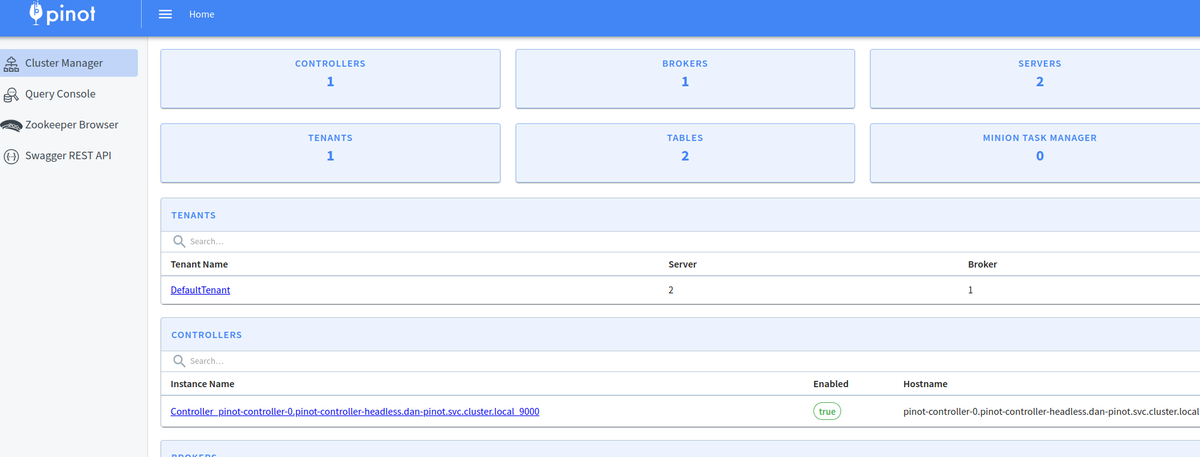 pinot
Home
Cluster Manager
Query Console
Zookeeper Browser
Swagger REST API
CONTROLLERS
1
BROKERS
1
SERVERS
2
TENANTS
1
TABLES
2
MINION TASK MANAGER
0
TENANTS
Search...
Tenant Name Server Broker
DefaultTenant 2 1
CONTROLLERS
Search...
Instance Name Enabled Hostname
Controller_pinot-controller-0.pinot-controller-headless.dan-pinot.svc.cluster.local_9000 true pinot-controller-0.pinot-controller-headless.dan-pinot.svc.cluster.local
BROKERS